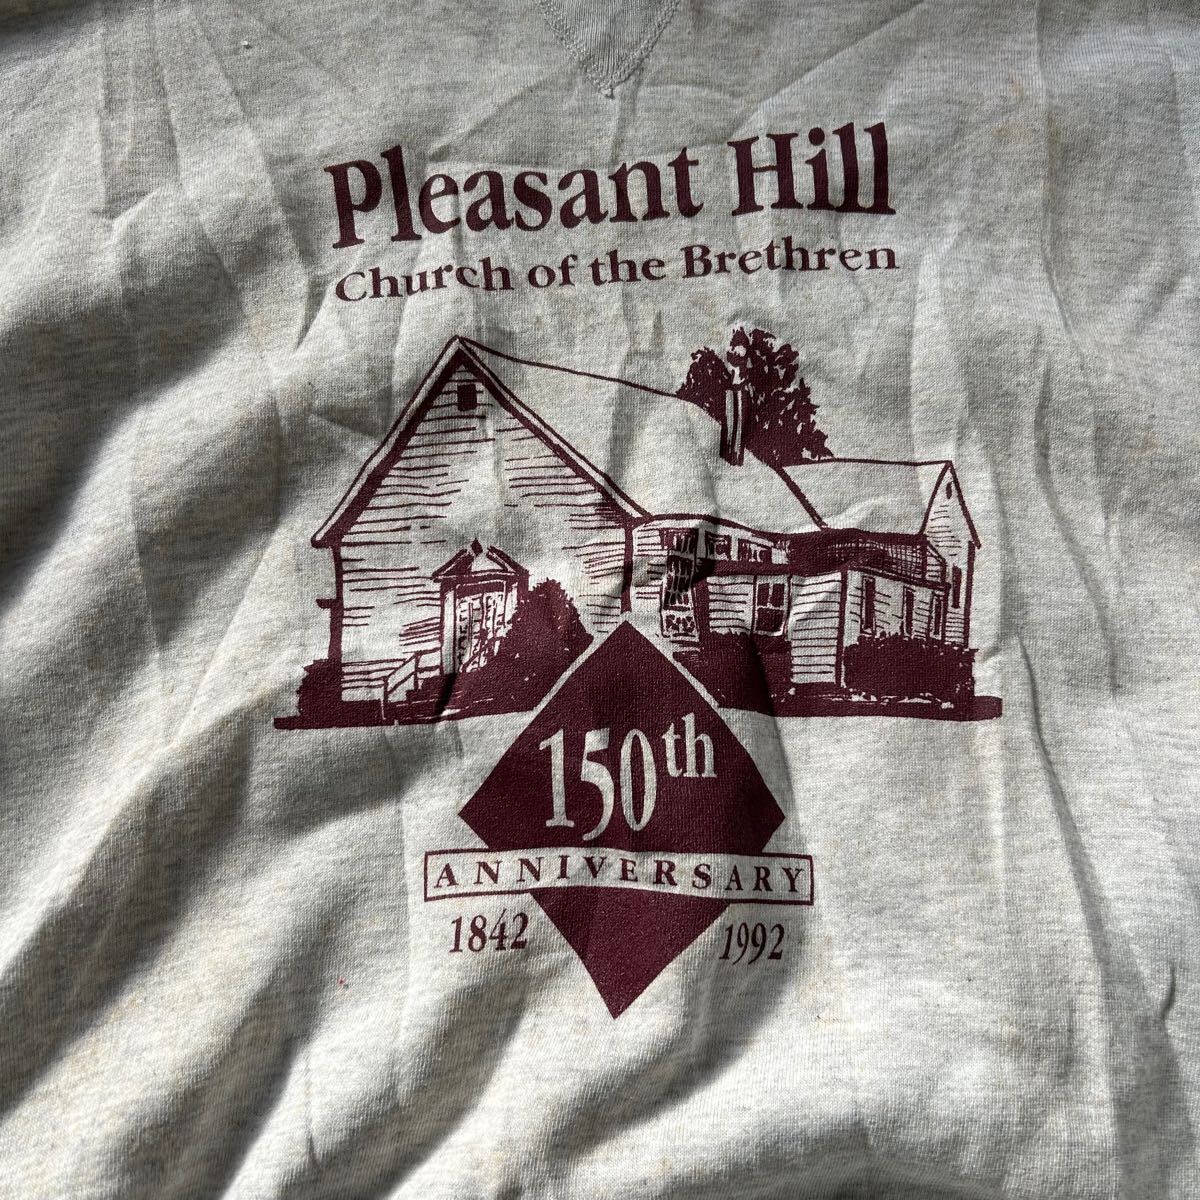 Pleasant Hill
Church of the Brethren
150th
ANNIVERSARY
1842 1992